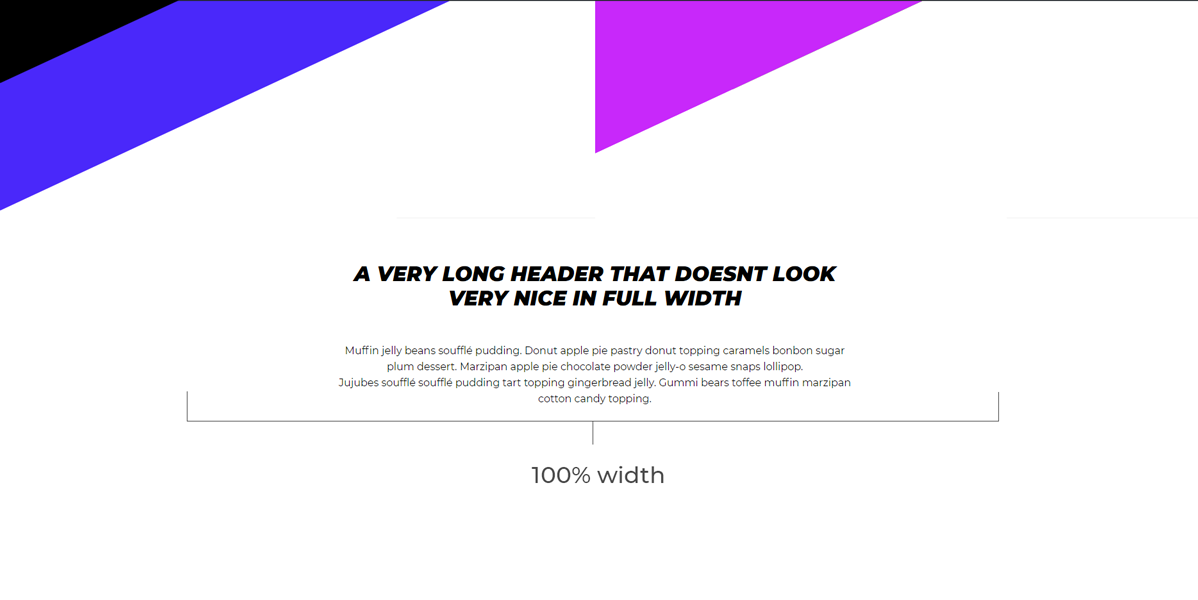 A VERY LONG HEADER THAT DOESNT LOOK
VERY NICE IN FULL WIDTH
Muffin jelly beans soufflé pudding. Donut apple pie pastry donut topping caramels bonbon sugar
plum dessert. Marzipan apple pie chocolate powder jelly-o sesame snaps lollipop.
Jujubes soufflé soufflé pudding tart topping gingerbread jelly. Gummi bears toffee muffin marzipan
cotton candy topping.
100% width